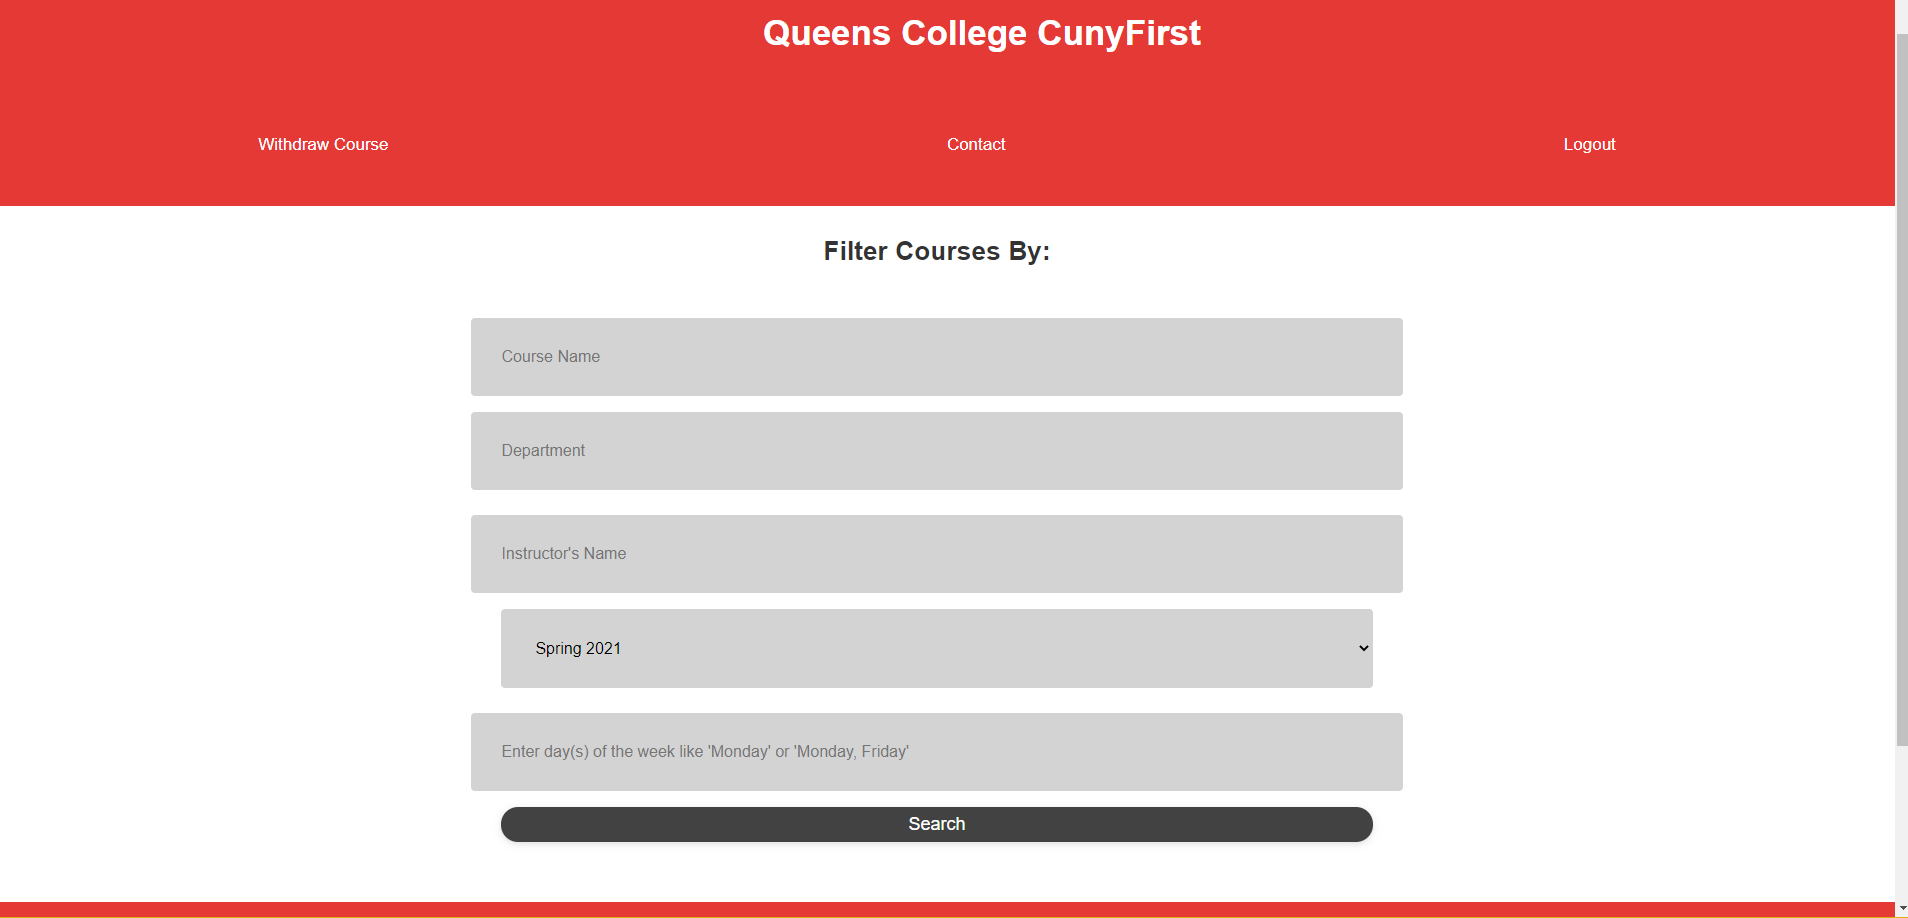 Queens College CunyFirst
Withdraw Course Contact Logout
Filter Courses By:
Course Name
Department
Instructor's Name
Spring 2021
Enter day(s) of the week like 'Monday' or 'Monday, Friday'
Search